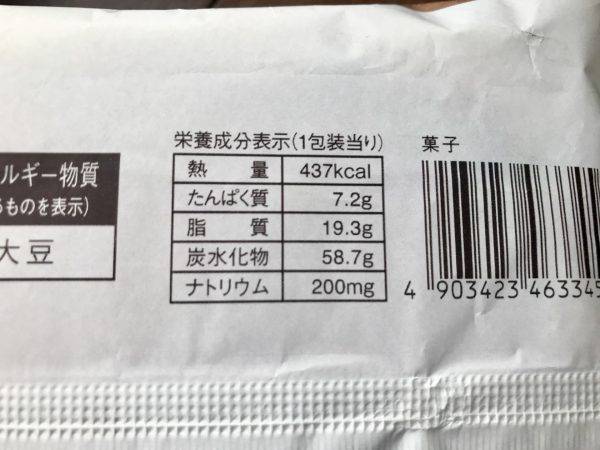 ルギー物質
るものを表示)
大豆
栄養成分表示(1包装当り)
熱量 437kcal
たんぱく質 7.2g
脂質 19.3g
炭水化物 58.7g
ナトリウム 200mg
菓子
4 903423 463345